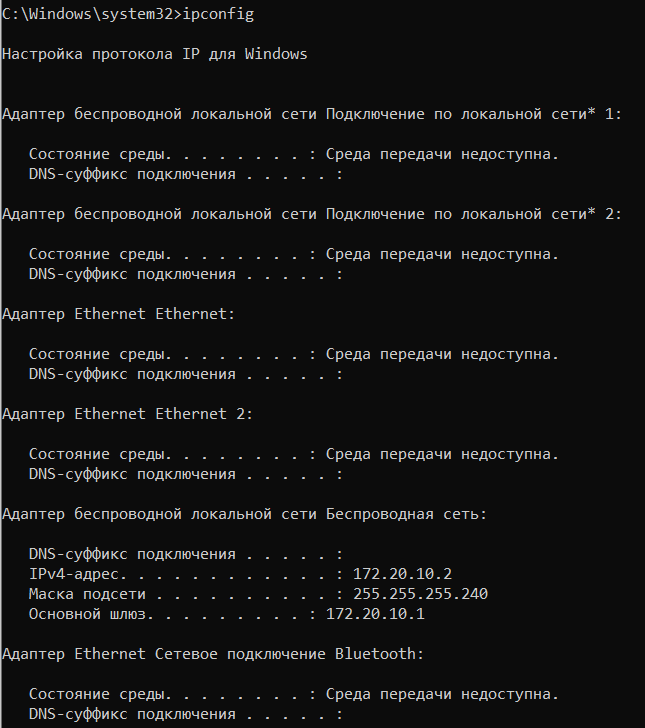 C:\Windows\system32>ipconfig
Настройка протокола IP для Windows
Адаптер беспроводной локальной сети Подключение по локальной сети* 1:
Состояние среды. . . . . . . . : Среда передачи недоступна.
DNS-суффикс подключения . . . . . :
Адаптер беспроводной локальной сети Подключение по локальной сети* 2:
Состояние среды. . . . . . . . : Среда передачи недоступна.
DNS-суффикс подключения . . . . . :
Адаптер Ethernet Ethernet:
Состояние среды. . . . . . . . : Среда передачи недоступна.
DNS-суффикс подключения . . . . . :
Адаптер Ethernet Ethernet 2:
Состояние среды. . . . . . . . : Среда передачи недоступна.
DNS-суффикс подключения . . . . . :
Адаптер беспроводной локальной сети Беспроводная сеть:
DNS-суффикс подключения . . . . . :
IPv4-адрес. . . . . . . . . . . . : 172.20.10.2
Маска подсети . . . . . . . . . . : 255.255.255.240
Основной шлюз. . . . . . . . . : 172.20.10.1
Адаптер Ethernet Сетевое подключение Bluetooth:
Состояние среды. . . . . . . . : Среда передачи недоступна.
DNS-суффикс подключения . . . . . :